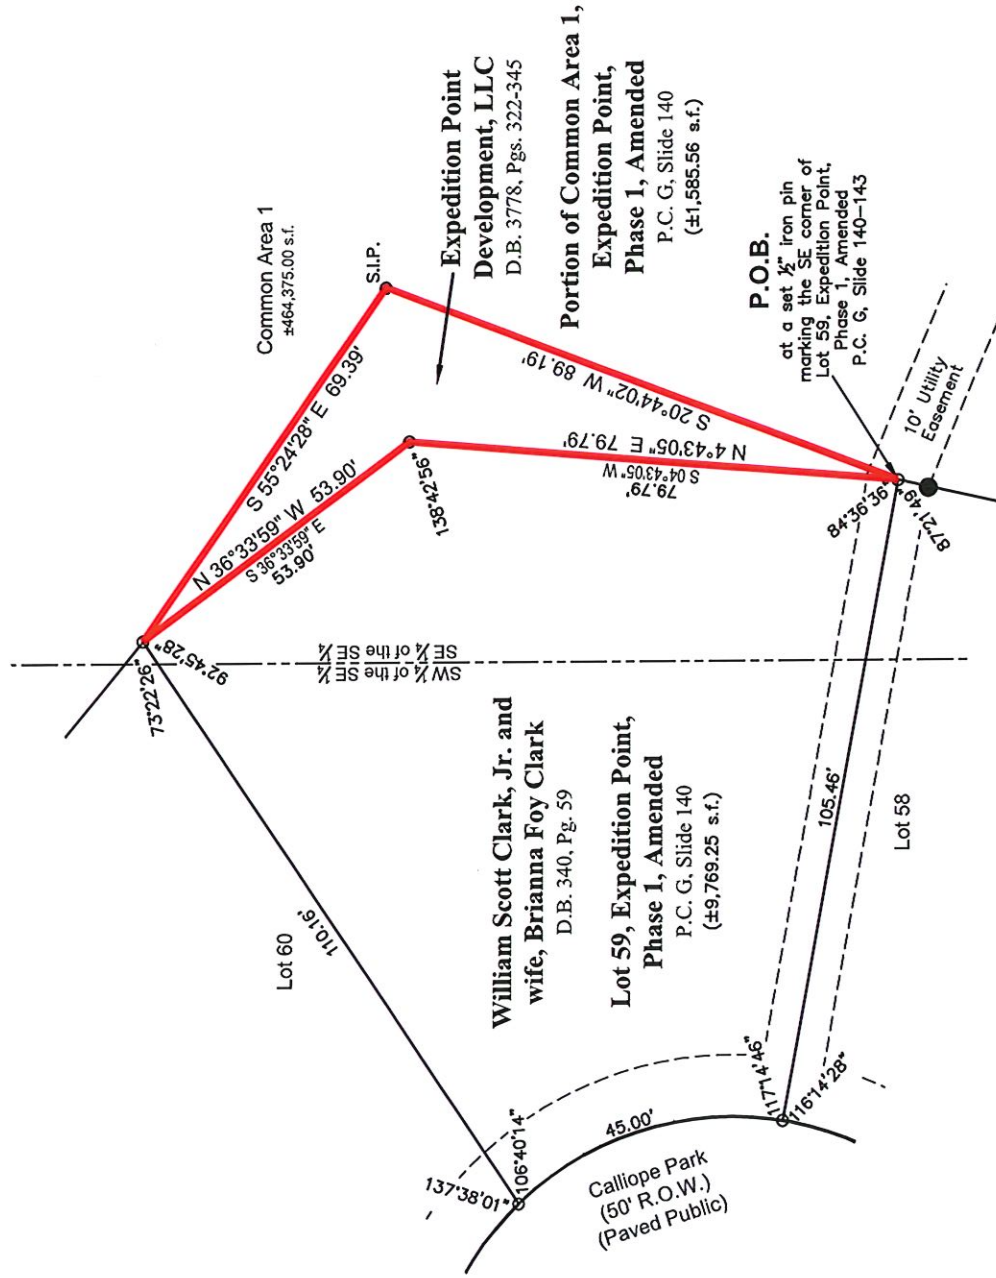 Common Area 1
±464,375.00 s.f.
S.I.P.
Expedition Point
Development, LLC
D.B. 3778, Pgs. 322-345
Portion of Common Area 1,
Expedition Point,
Phase 1, Amended
P.C. G, Slide 140
(±1,585.56 s.f.)
P.O.B.
at a set ½" iron pin
marking the SE corner of
Lot 59, Expedition Point,
Phase 1, Amended
P.C. G, Slide 140-143
10' Utility
Easement
S 55°24'28" E 69.39'
N 36°33'59" W 53.90'
S 36°33'59" E
53.90'
S 20°44'02" W 89.19'
N 4°43'05" E 79.79'
S 04°43'05" W
79.79'
138°42'56"
84°36'36"
87°21'49"
92°45'28"
73°22'26"
SE ¼ of the SE ¼
SW ¼ of the SE ¼
Lot 60
110.16'
William Scott Clark, Jr. and
wife, Brianna Foy Clark
D.B. 340, Pg. 59
Lot 59, Expedition Point,
Phase 1, Amended
P.C. G, Slide 140
(±9,769.25 s.f.)
105.46'
Lot 58
137°38'01"
106°40'14"
45.00'
117°14'46"
116°14'28"
Calliope Park
(50' R.O.W.)
(Paved Public)